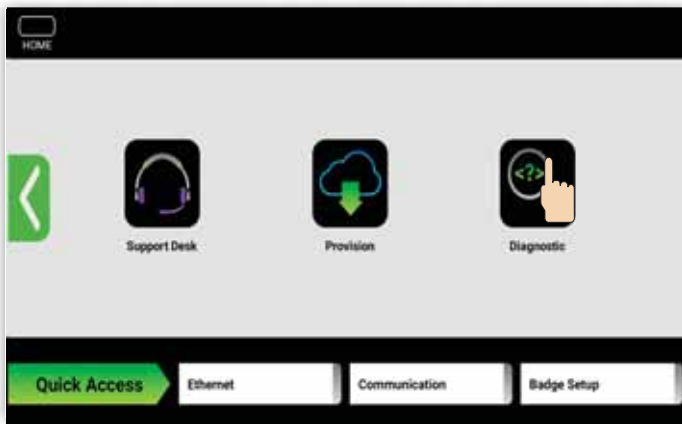 HOME
Support Desk
Provision
<?>
Diagnostic
Quick Access
Ethernet
Communication
Badge Setup